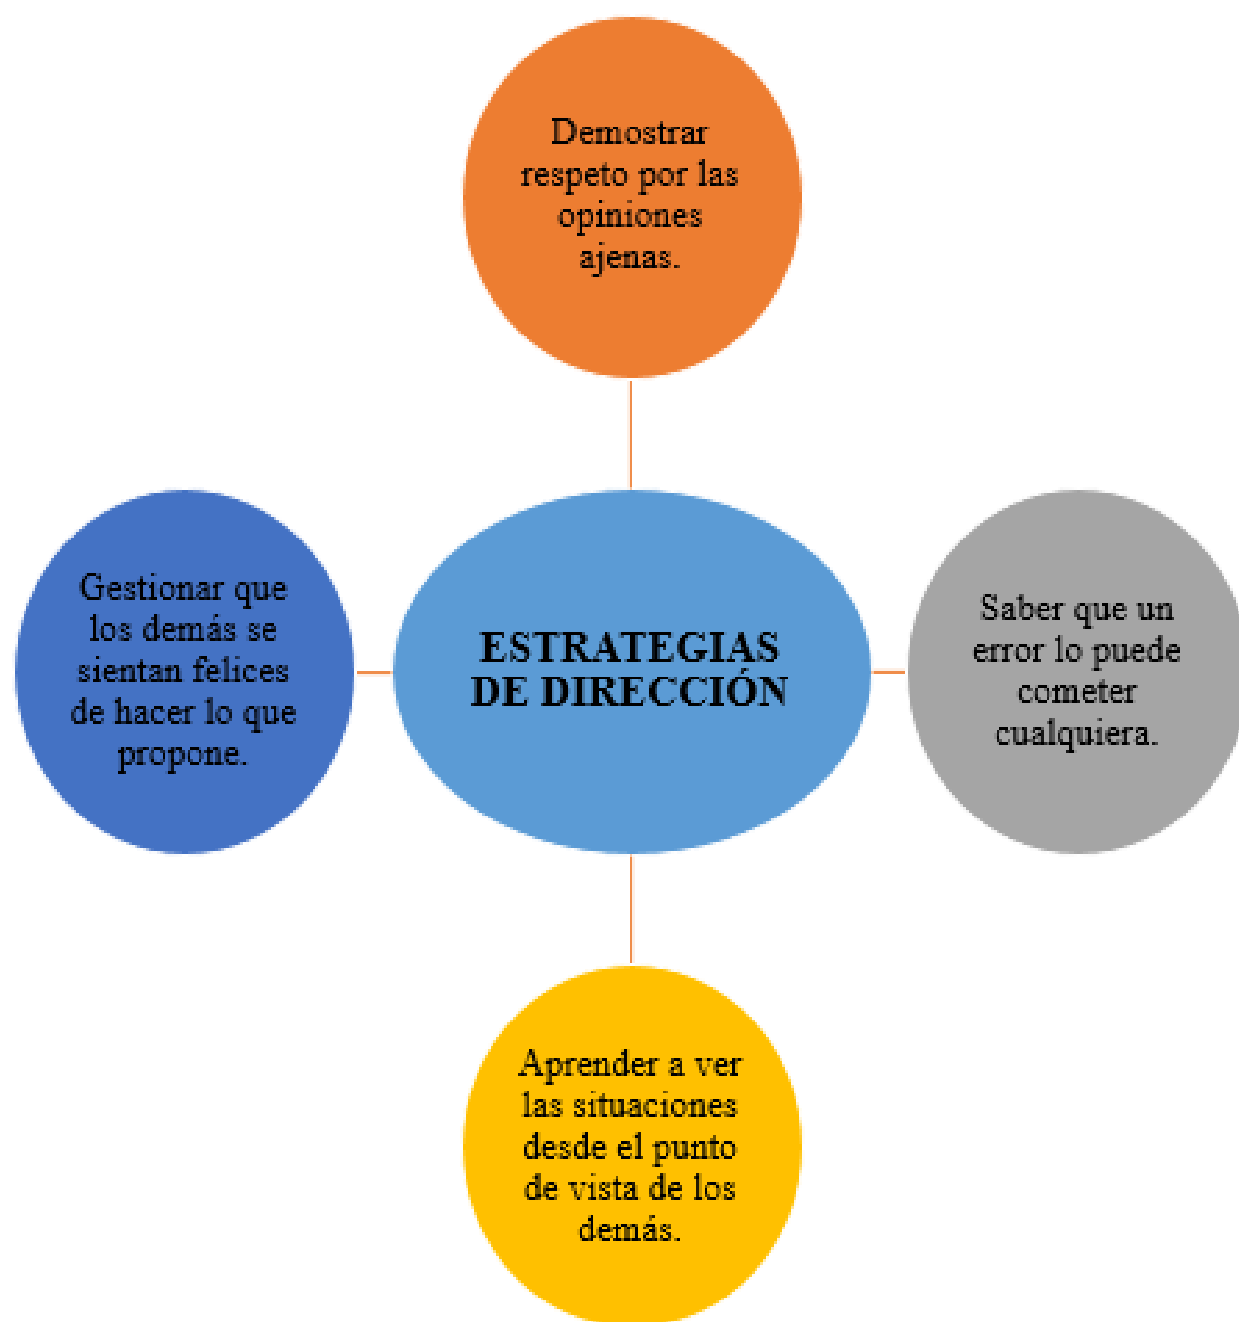 Demostrar
respeto por las
opiniones
ajenas.
Gestionar que
los demás se
sientan felices
de hacer lo que
propone.
ESTRATEGIAS
DE DIRECCIÓN
Saber que un
error lo puede
cometer
cualquiera.
Aprender a ver
las situaciones
desde el punto
de vista de los
demás.